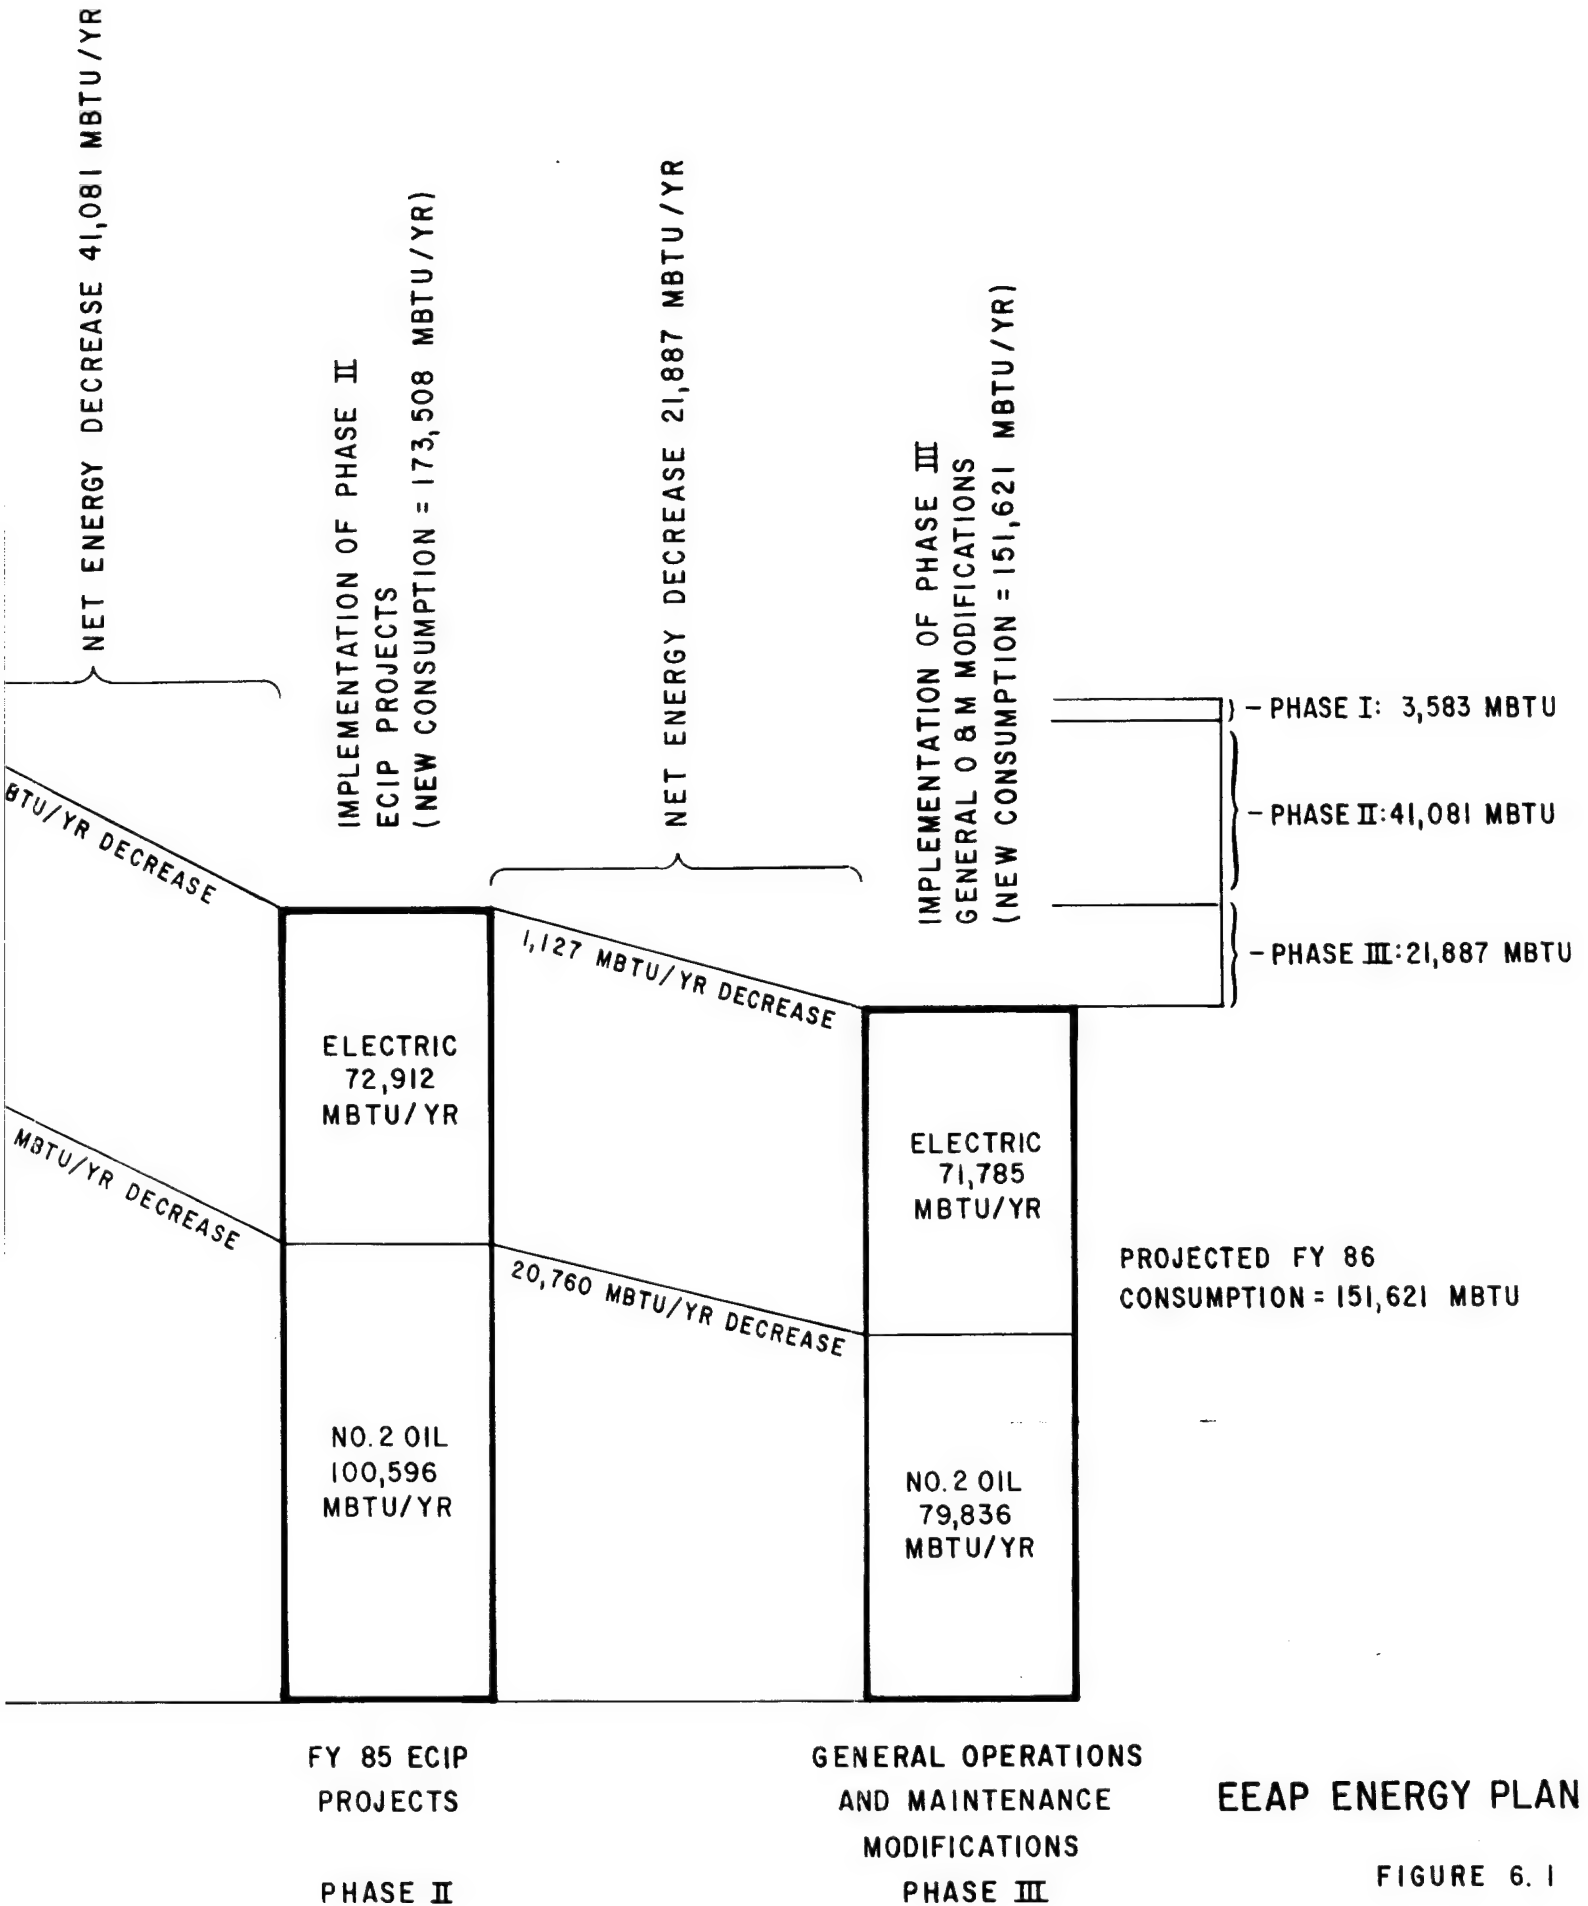 NET ENERGY DECREASE 41,081 MBTU/YR
IMPLEMENTATION OF PHASE II
ECIP PROJECTS
(NEW CONSUMPTION = 173,508 MBTU/YR)
NET ENERGY DECREASE 21,887 MBTU/YR
IMPLEMENTATION OF PHASE III
GENERAL O & M MODIFICATIONS
(NEW CONSUMPTION = 151,621 MBTU/YR)
- PHASE I: 3,583 MBTU
- PHASE II: 41,081 MBTU
- PHASE III: 21,887 MBTU
BTU/YR DECREASE
1,127 MBTU/YR DECREASE
ELECTRIC
72,912
MBTU/YR
ELECTRIC
71,785
MBTU/YR
MBTU/YR DECREASE
20,760 MBTU/YR DECREASE
PROJECTED FY 86
CONSUMPTION = 151,621 MBTU
NO. 2 OIL
100,596
MBTU/YR
NO. 2 OIL
79,836
MBTU/YR
FY 85 ECIP
PROJECTS
PHASE II
GENERAL OPERATIONS
AND MAINTENANCE
MODIFICATIONS
PHASE III
EEAP ENERGY PLAN
FIGURE 6.1